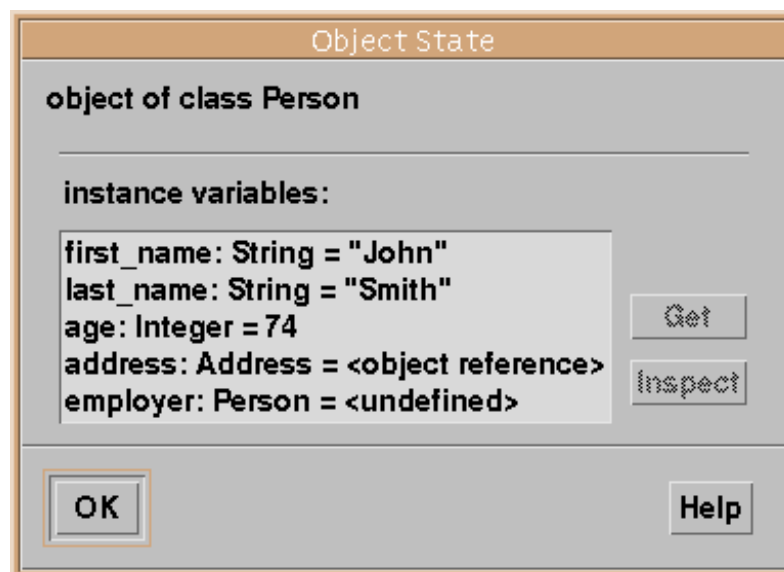 Object State
object of class Person
instance variables:
first_name: String = "John"
last_name: String = "Smith"
age: Integer = 74
address: Address = <object reference>
employer: Person = <undefined>
Get
Inspect
OK
Help